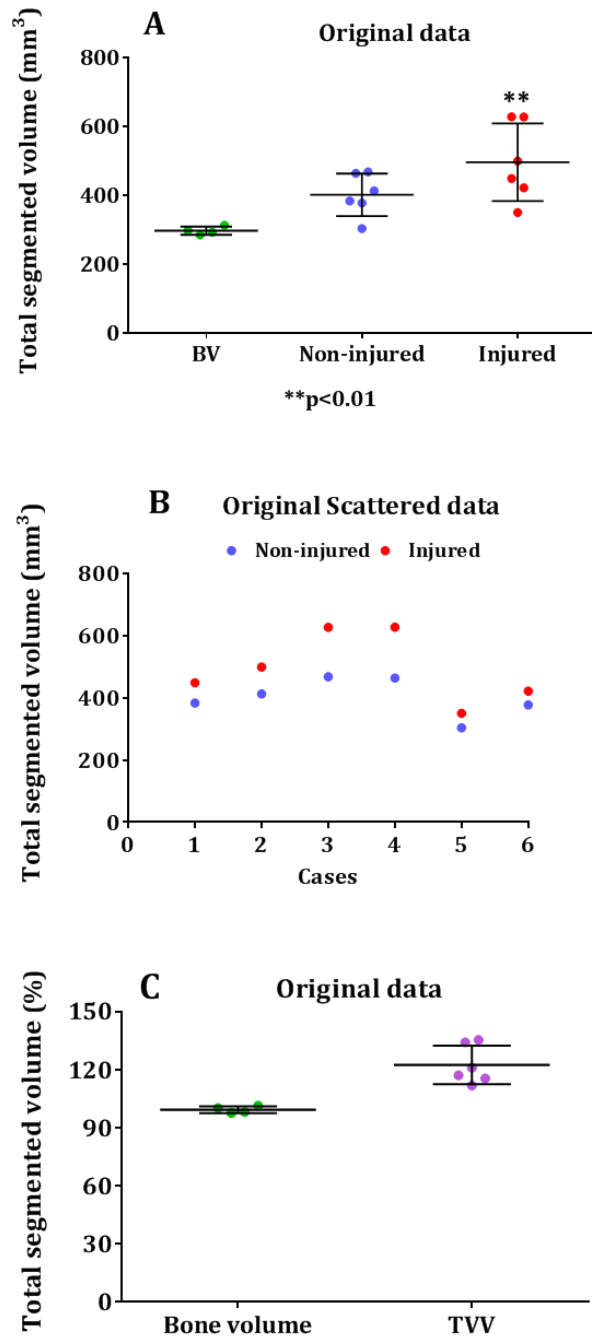 A
Original data
Total segmented volume (mm³)
800
600
400
200
0
**
BV
Non-injured
Injured
**p<0.01
B
Original Scattered data
Non-injured
Injured
Total segmented volume (mm³)
800
600
400
200
0
0
1
2
3
4
5
6
Cases
C
Original data
Total segmented volume (%)
150
120
90
60
30
0
Bone volume
TVV